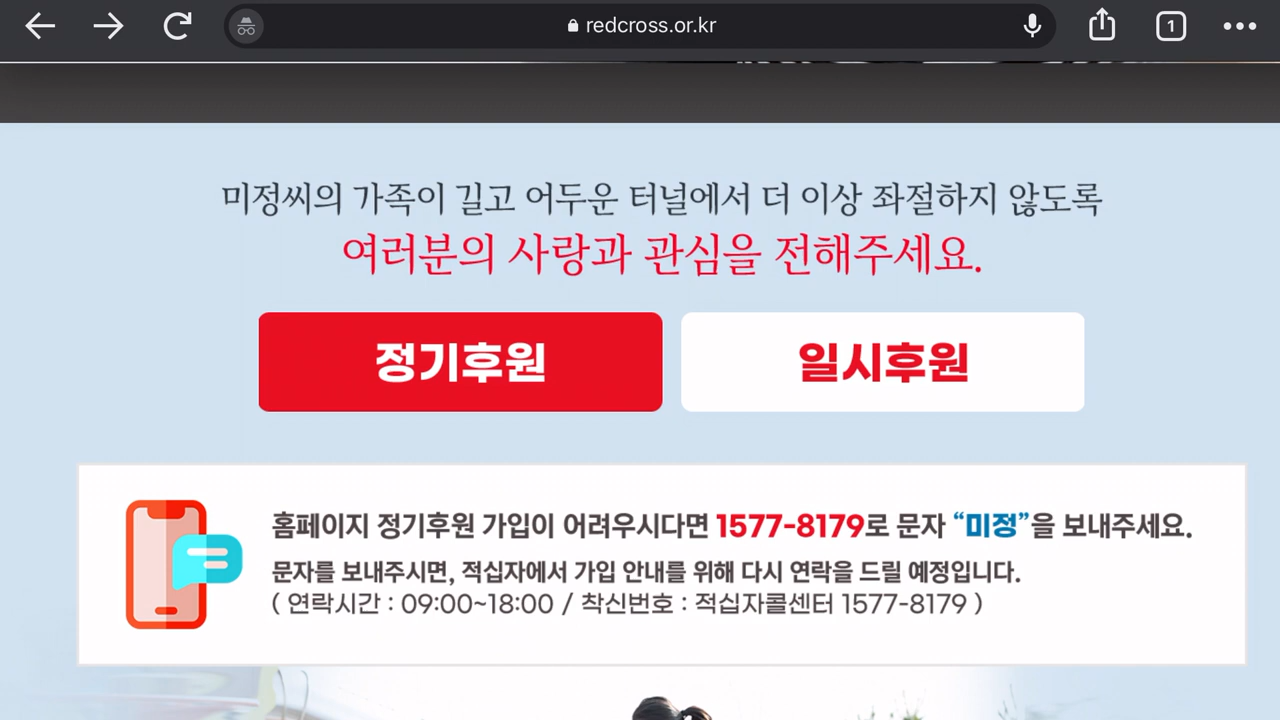 redcross.or.kr
1
미정씨의 가족이 길고 어두운 터널에서 더 이상 좌절하지 않도록
여러분의 사랑과 관심을 전해주세요.
정기후원
일시후원
홈페이지 정기후원 가입이 어려우시다면 1577-8179로 문자 “미정”을 보내주세요.
문자를 보내주시면, 적십자에서 가입 안내를 위해 다시 연락을 드릴 예정입니다.
( 연락시간 : 09:00~18:00 / 착신번호 : 적십자콜센터 1577-8179 )